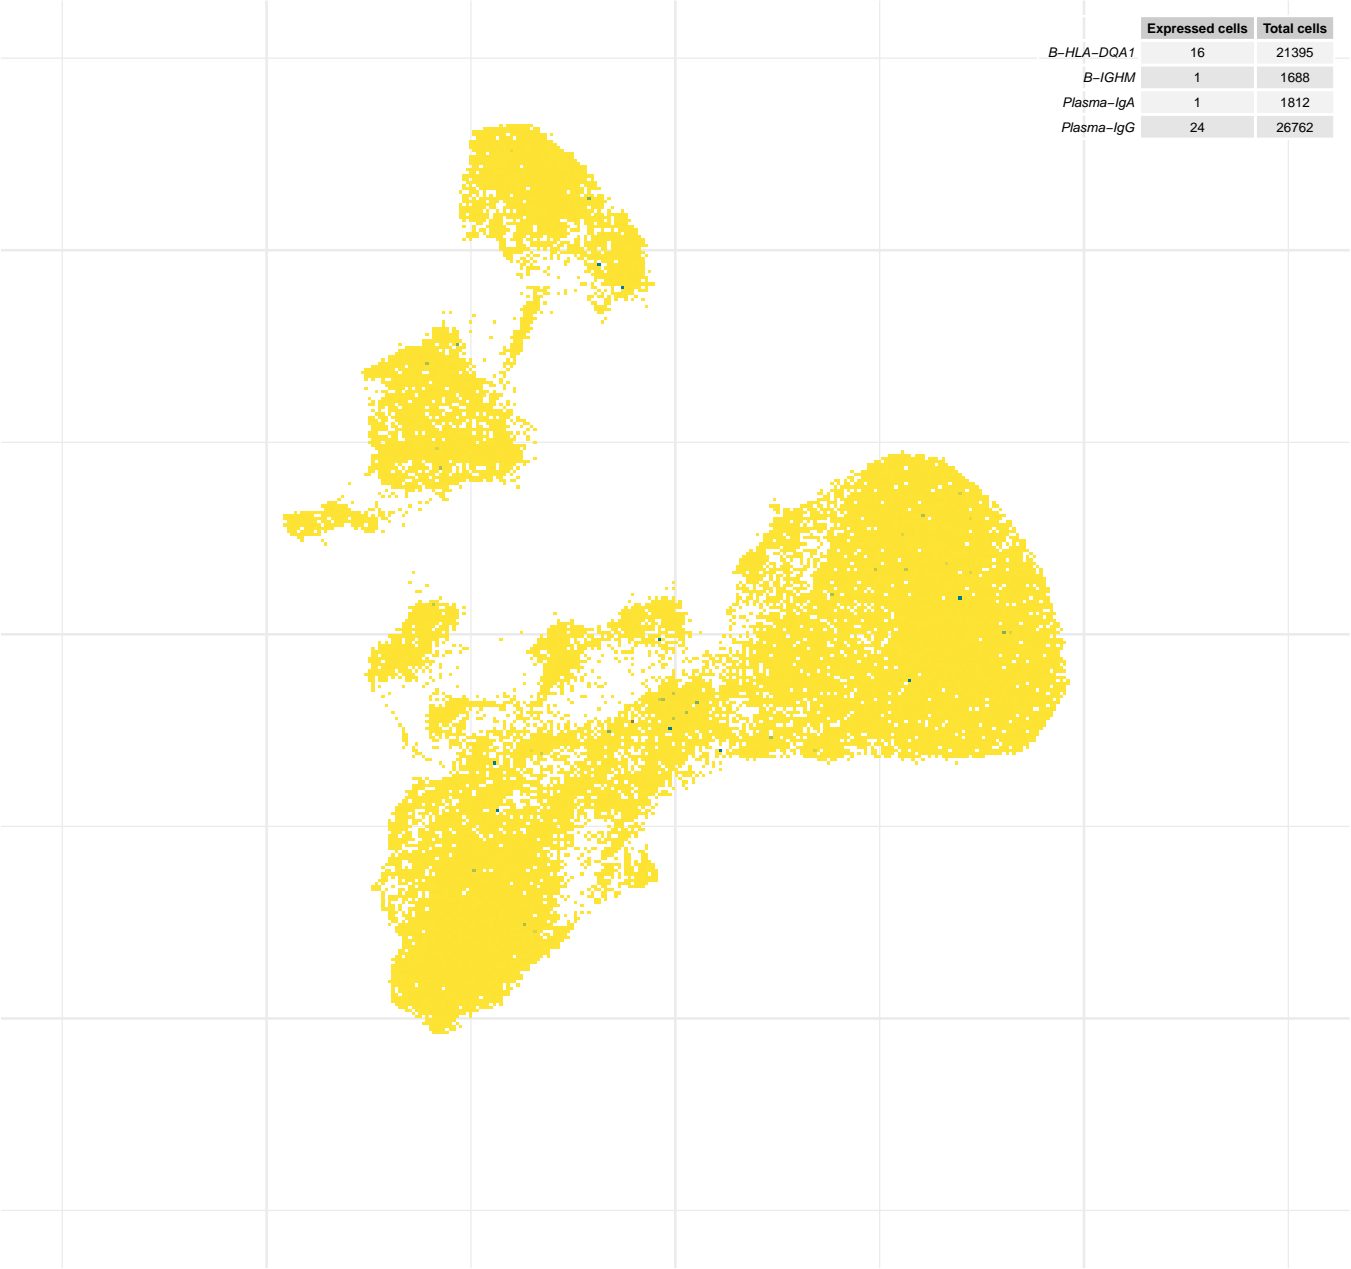 Expressed cells Total cells
B−HLA−DQA1 16 21395
B−IGHM 1 1688
Plasma−IgA 1 1812
Plasma−IgG 24 26762